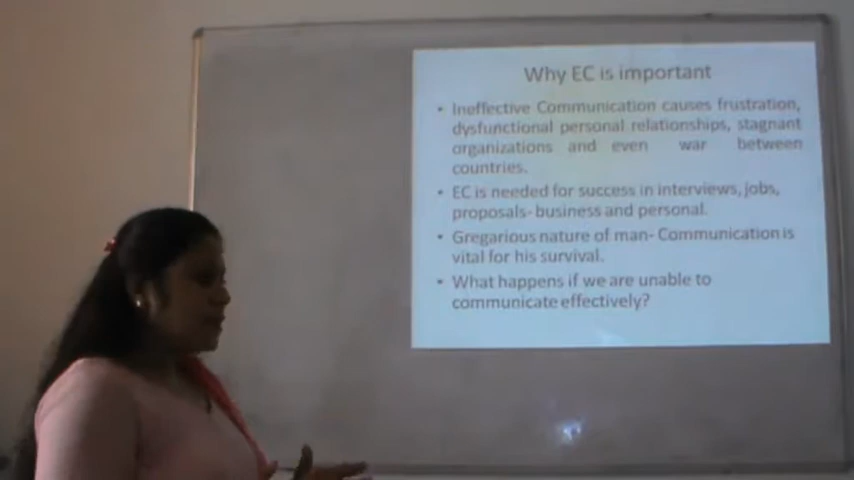 Why EC is important
• Ineffective Communication causes frustration,
dysfunctional personal relationships, stagnant
organizations and even war between
countries.
• EC is needed for success in interviews, jobs,
proposals- business and personal.
• Gregarious nature of man- Communication is
vital for his survival.
• What happens if we are unable to
communicate effectively?